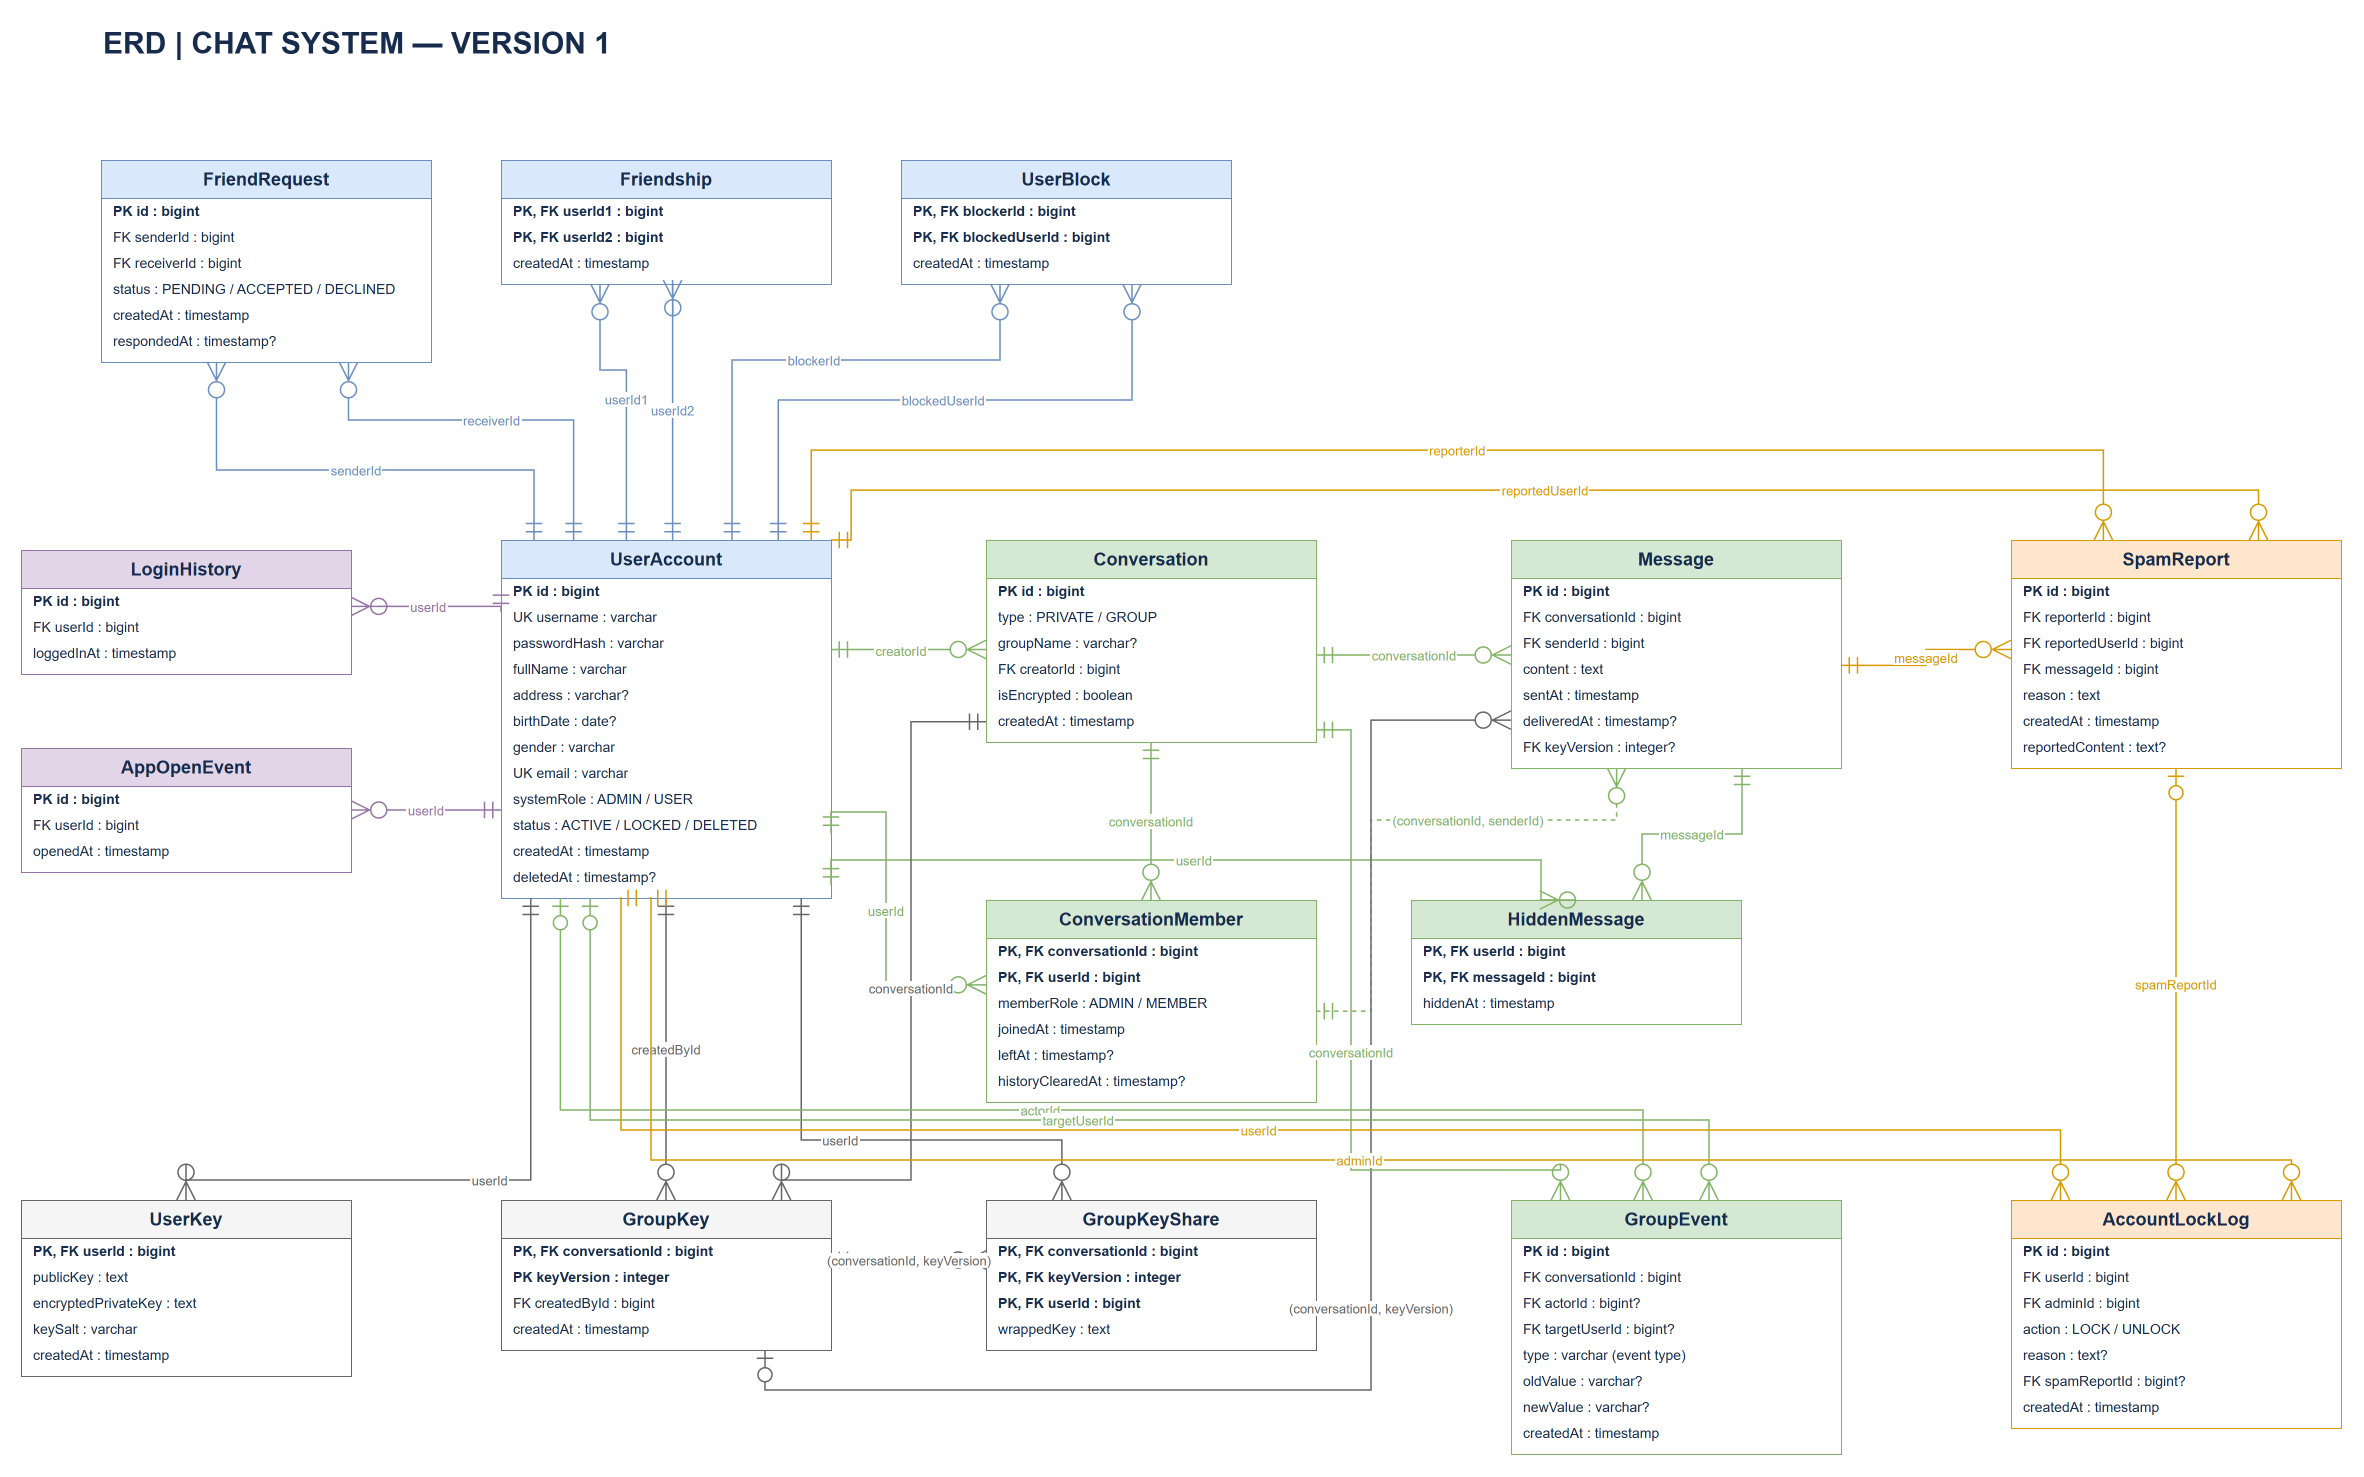 ERD | CHAT SYSTEM — VERSION 1
FriendRequest
PK id : bigint
FK senderId : bigint
FK receiverId : bigint
status : PENDING / ACCEPTED / DECLINED
createdAt : timestamp
respondedAt : timestamp?
Friendship
PK, FK userId1 : bigint
PK, FK userId2 : bigint
createdAt : timestamp
UserBlock
PK, FK blockerId : bigint
PK, FK blockedUserId : bigint
createdAt : timestamp
blockerId
userId1
userId2
blockedUserId
receiverId
senderId
reporterId
reportedUserId
LoginHistory
PK id : bigint
FK userId : bigint
loggedInAt : timestamp
userId
AppOpenEvent
PK id : bigint
FK userId : bigint
openedAt : timestamp
userId
UserAccount
PK id : bigint
UK username : varchar
passwordHash : varchar
fullName : varchar
address : varchar?
birthDate : date?
gender : varchar
UK email : varchar
systemRole : ADMIN / USER
status : ACTIVE / LOCKED / DELETED
createdAt : timestamp
deletedAt : timestamp?
creatorId
Conversation
PK id : bigint
type : PRIVATE / GROUP
groupName : varchar?
FK creatorId : bigint
isEncrypted : boolean
createdAt : timestamp
conversationId
Message
PK id : bigint
FK conversationId : bigint
FK senderId : bigint
content : text
sentAt : timestamp
deliveredAt : timestamp?
FK keyVersion : integer?
messageId
SpamReport
PK id : bigint
FK reporterId : bigint
FK reportedUserId : bigint
FK messageId : bigint
reason : text
createdAt : timestamp
reportedContent : text?
conversationId
(conversationId, senderId)
messageId
userId
userId
conversationId
ConversationMember
PK, FK conversationId : bigint
PK, FK userId : bigint
memberRole : ADMIN / MEMBER
joinedAt : timestamp
leftAt : timestamp?
historyClearedAt : timestamp?
HiddenMessage
PK, FK userId : bigint
PK, FK messageId : bigint
hiddenAt : timestamp
spamReportId
createdById
conversationId
actorId
targetUserId
userId
userId
adminId
userId
UserKey
PK, FK userId : bigint
publicKey : text
encryptedPrivateKey : text
keySalt : varchar
createdAt : timestamp
GroupKey
PK, FK conversationId : bigint
PK keyVersion : integer
FK createdById : bigint
createdAt : timestamp
(conversationId, keyVersion)
GroupKeyShare
PK, FK conversationId : bigint
PK, FK keyVersion : integer
PK, FK userId : bigint
wrappedKey : text
(conversationId, keyVersion)
GroupEvent
PK id : bigint
FK conversationId : bigint
FK actorId : bigint?
FK targetUserId : bigint?
type : varchar (event type)
oldValue : varchar?
newValue : varchar?
createdAt : timestamp
AccountLockLog
PK id : bigint
FK userId : bigint
FK adminId : bigint
action : LOCK / UNLOCK
reason : text?
FK spamReportId : bigint?
createdAt : timestamp